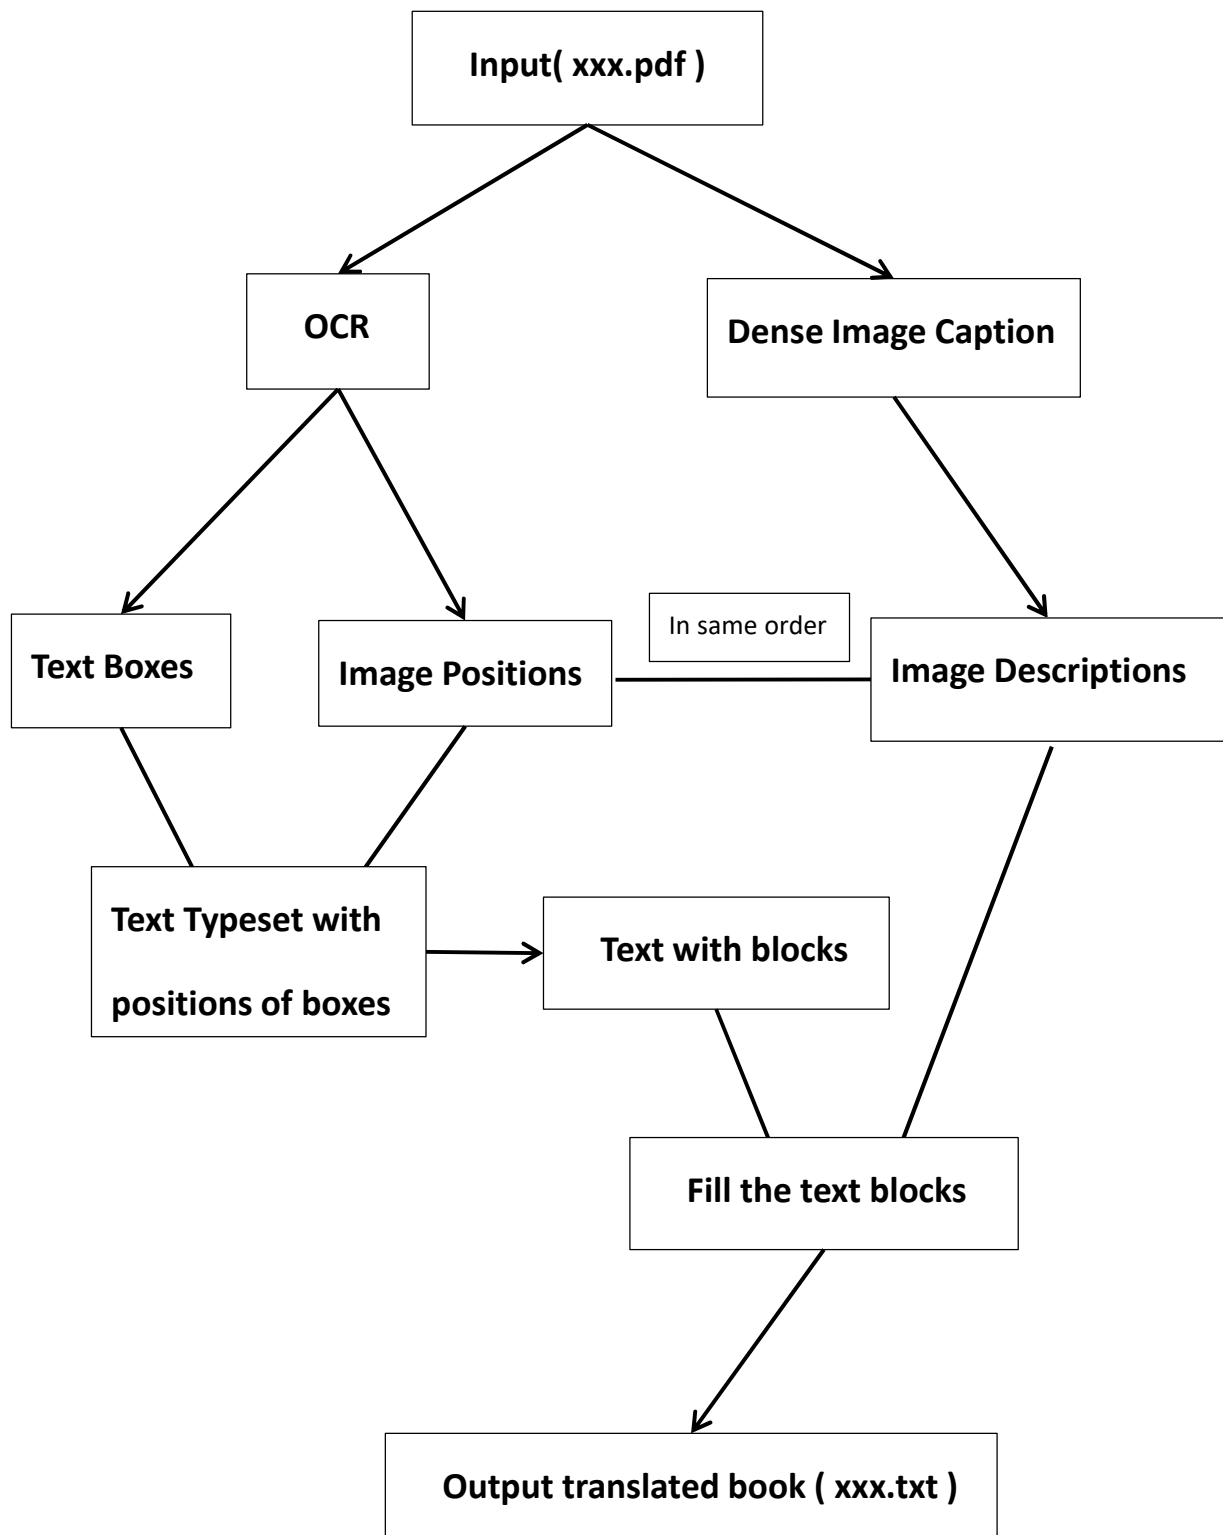 Input( xxx.pdf )
OCR
Dense Image Caption
Text Boxes
Image Positions
In same order
Image Descriptions
Text Typeset with
positions of boxes
Text with blocks
Fill the text blocks
Output translated book ( xxx.txt )